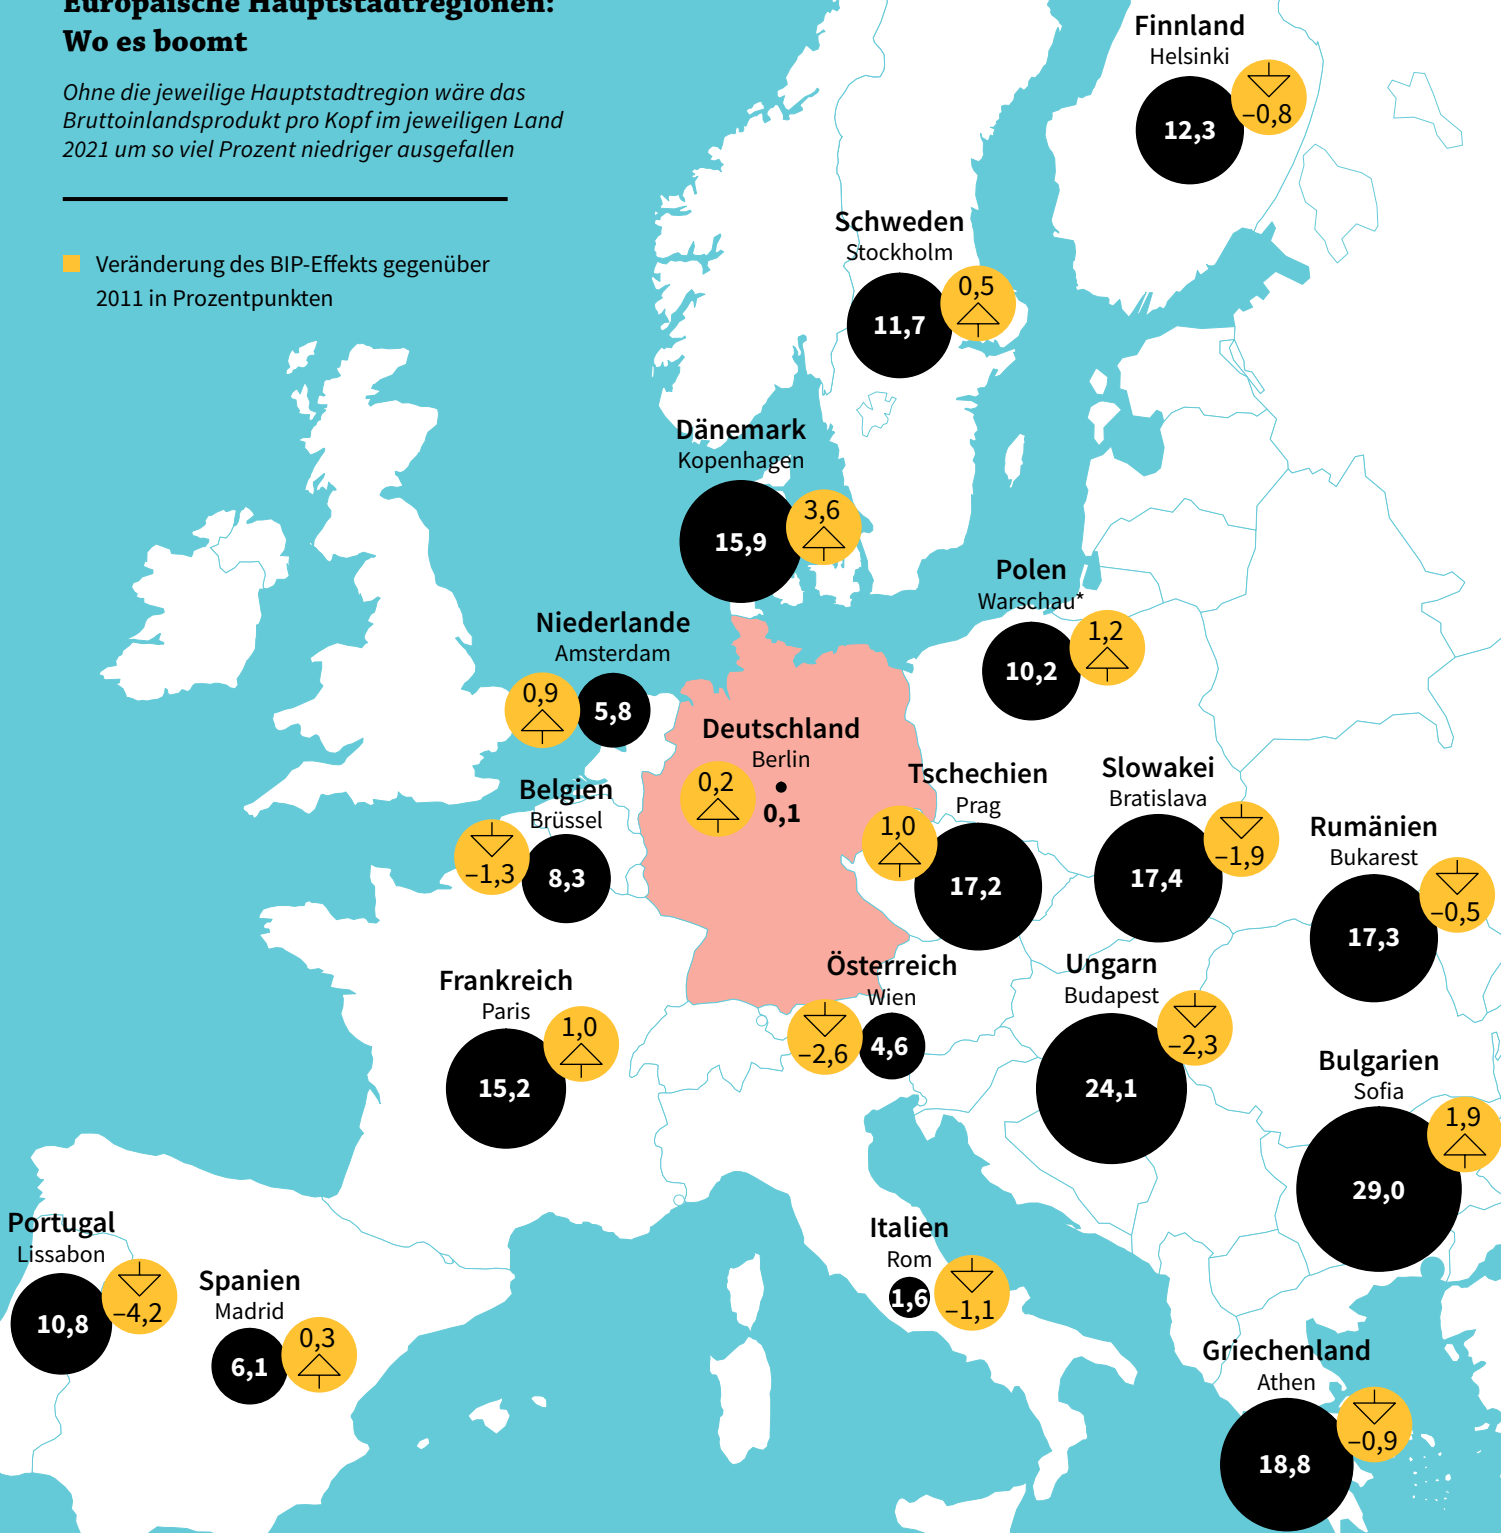 Europäische Hauptstadtregionen:
Wo es boomt
Ohne die jeweilige Hauptstadtregion wäre das
Bruttoinlandsprodukt pro Kopf im jeweiligen Land
2021 um so viel Prozent niedriger ausgefallen
Veränderung des BIP-Effekts gegenüber
2011 in Prozentpunkten
Finnland
Helsinki
12,3
–0,8
Schweden
Stockholm
11,7
0,5
Dänemark
Kopenhagen
15,9
3,6
Polen
Warschau*
10,2
1,2
Niederlande
Amsterdam
0,9
5,8
Deutschland
Berlin
0,2
0,1
Belgien
Brüssel
–1,3
8,3
Tschechien
Prag
1,0
17,2
Slowakei
Bratislava
17,4
–1,9
Rumänien
Bukarest
17,3
–0,5
Frankreich
Paris
15,2
1,0
Österreich
Wien
–2,6
4,6
Ungarn
Budapest
24,1
–2,3
Bulgarien
Sofia
29,0
1,9
Portugal
Lissabon
10,8
–4,2
Spanien
Madrid
6,1
0,3
Italien
Rom
1,6
–1,1
Griechenland
Athen
18,8
–0,9